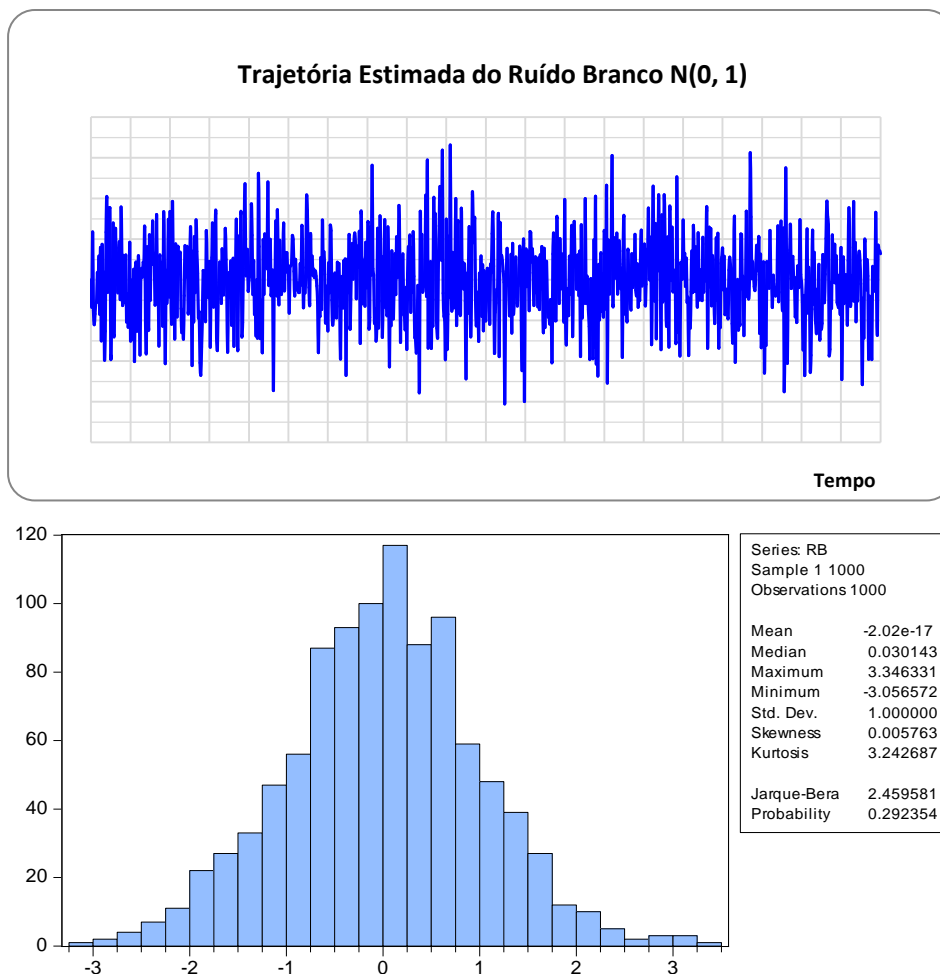 Trajetória Estimada do Ruído Branco N(0, 1)
Tempo
120
100
80
60
40
20
0
-3 -2 -1 0 1 2 3
Series: RB
Sample 1 1000
Observations 1000
Mean -2.02e-17
Median 0.030143
Maximum 3.346331
Minimum -3.056572
Std. Dev. 1.000000
Skewness 0.005763
Kurtosis 3.242687
Jarque-Bera 2.459581
Probability 0.292354